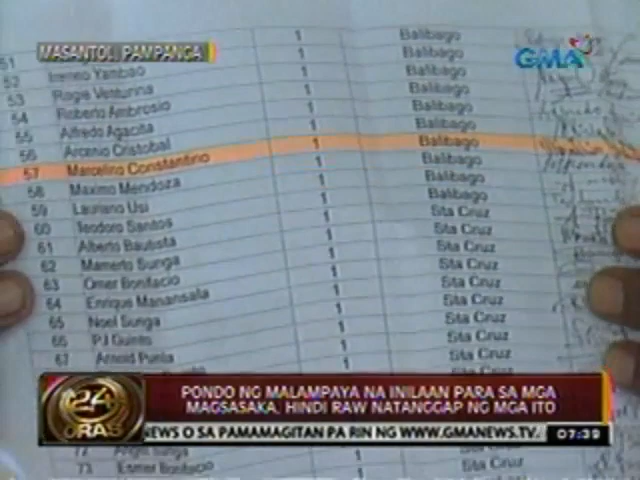 MASANTOL, PAMPANGA
GMA
51 1 Balibago
52 Ireneo Yambao 1 Balibago
53 Rogie Venturina 1 Balibago
54 Roberto Ambrosio 1 Balibago
55 Alfredo Agacita 1 Balibago
56 Arcenio Cristobal 1 Balibago
57 Marcelino Constantino 1 Balibago
58 Maximo Mendoza 1 Balibago
59 Lauriano Usi 1 Balibago
60 Teodoro Santos 1 Sta Cruz
61 Alberto Bautista 1 Sta Cruz
62 Mamerto Sunga 1 Sta Cruz
63 Omer Bonifacio 1 Sta Cruz
64 Enrique Manansala 1 Sta Cruz
65 Noel Sunga 1 Sta Cruz
66 PJ Guinto 1 Sta Cruz
67 Arnold Punla 1 Sta Cruz
PONDO NG MALAMPAYA NA INILAAN PARA SA MGA
MAGSASAKA, HINDI RAW NATANGGAP NG MGA ITO
24 ORAS
NEWS O SA PAMAMAGITAN PA RIN NG WWW.GMANEWS.TV. 07:39
72 Sunga
73 Esmer Bonifacio Sta Cruz